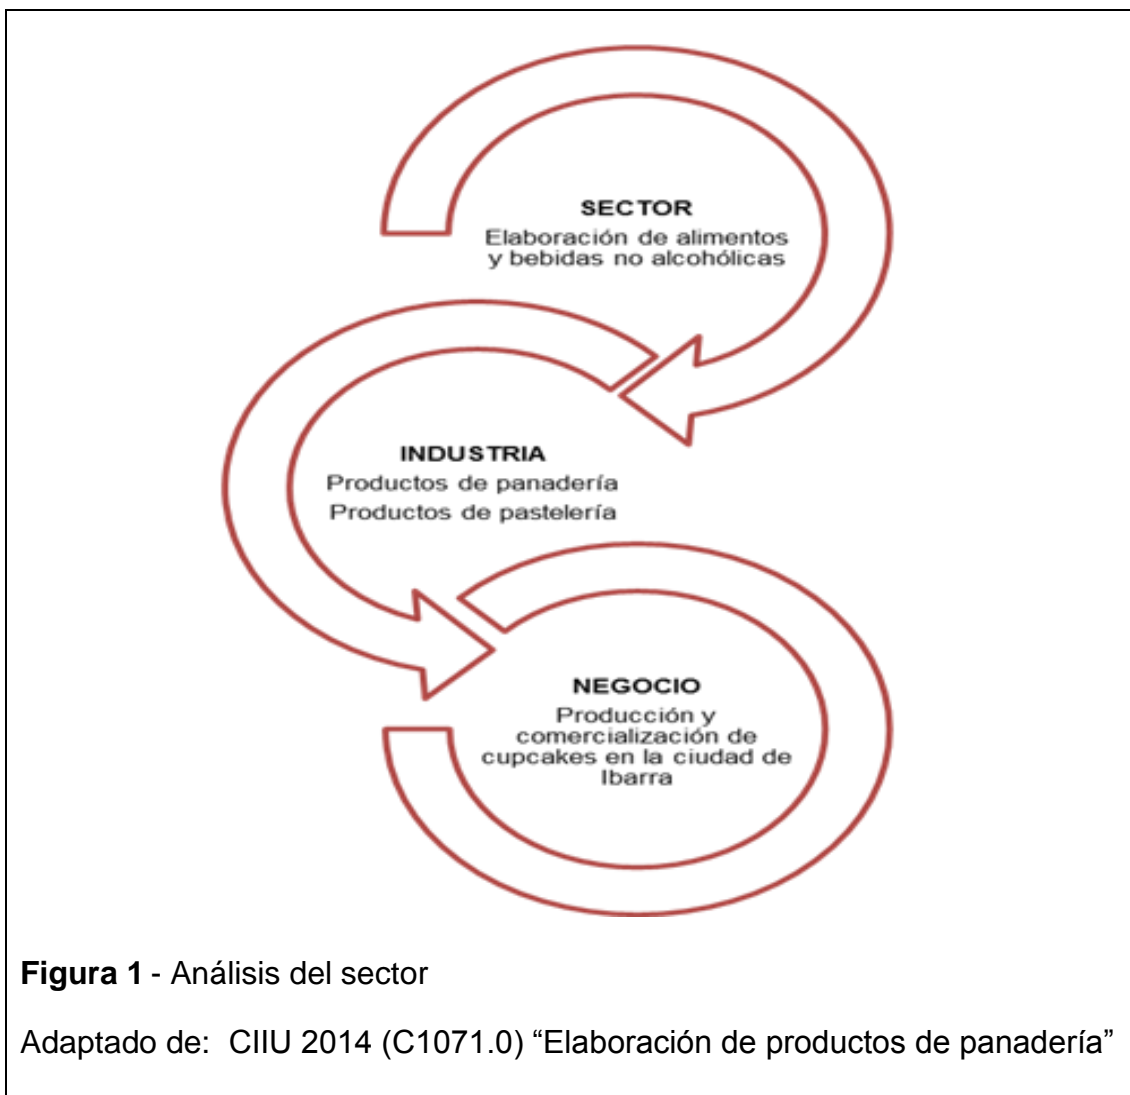 SECTOR
Elaboración de alimentos
y bebidas no alcohólicas
INDUSTRIA
Productos de panadería
Productos de pastelería
NEGOCIO
Producción y
comercialización de
cupcakes en la ciudad de
Ibarra
Figura 1 - Análisis del sector
Adaptado de: CIIU 2014 (C1071.0) “Elaboración de productos de panadería”